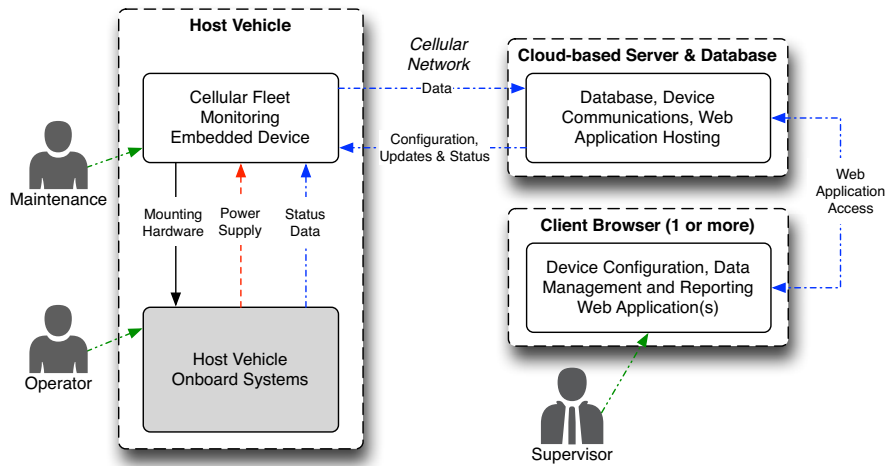 Host Vehicle
Cellular Fleet
Monitoring
Embedded Device
Cellular
Network
Data
Configuration,
Updates & Status
Cloud-based Server & Database
Database, Device
Communications, Web
Application Hosting
Maintenance
Mounting
Hardware
Power
Supply
Status
Data
Web
Application
Access
Client Browser (1 or more)
Device Configuration, Data
Management and Reporting
Web Application(s)
Operator
Host Vehicle
Onboard Systems
Supervisor